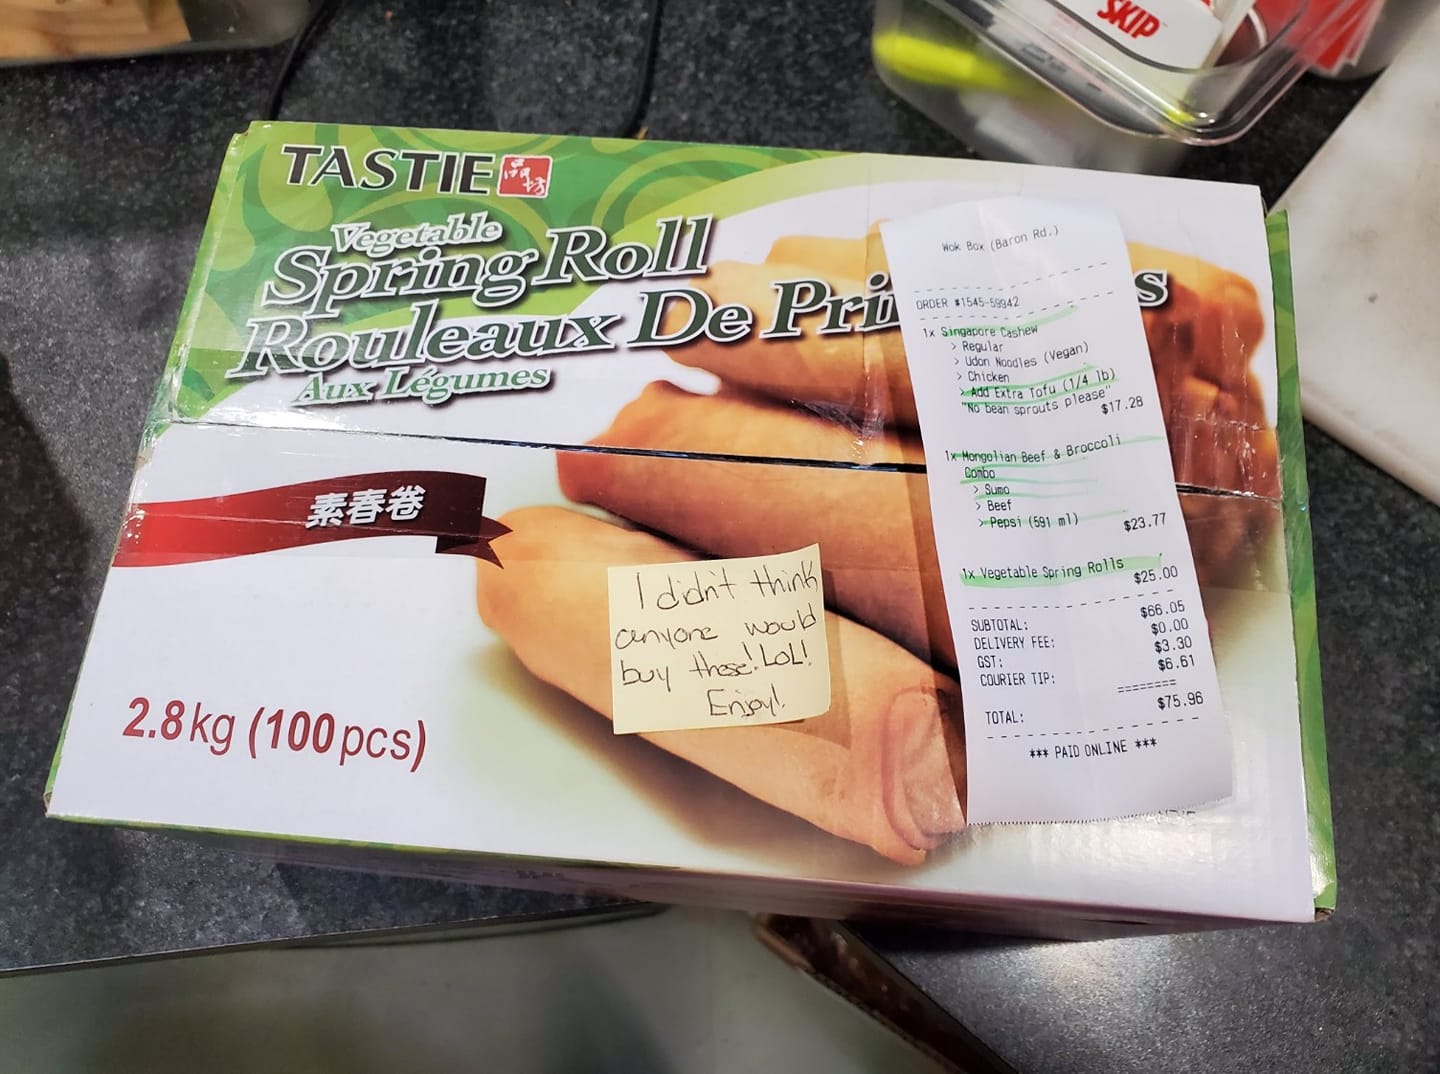 SKIP
TASTIE 品坊
Vegetable
Spring Roll
Rouleaux De Pri s
Aux Légumes
素春卷
2.8kg (100pcs)
I didn't think
anyone would
buy these! LOL!
Enjoy!
Wok Box (Baron Rd.)
ORDER #1545-59942
1x Singapore Cashew
> Regular
> Udon Noodles (Vegan)
> Chicken
> Add Extra Tofu (1/4 lb)
"No bean sprouts please"
$17.28
1x Mongolian Beef & Broccoli
Combo
> Sumo
> Beef
> Pepsi (591 ml)
$23.77
1x Vegetable Spring Rolls
$25.00
SUBTOTAL: $66.05
DELIVERY FEE: $0.00
GST: $3.30
COURIER TIP: $6.61
========
TOTAL: $75.96
*** PAID ONLINE ***